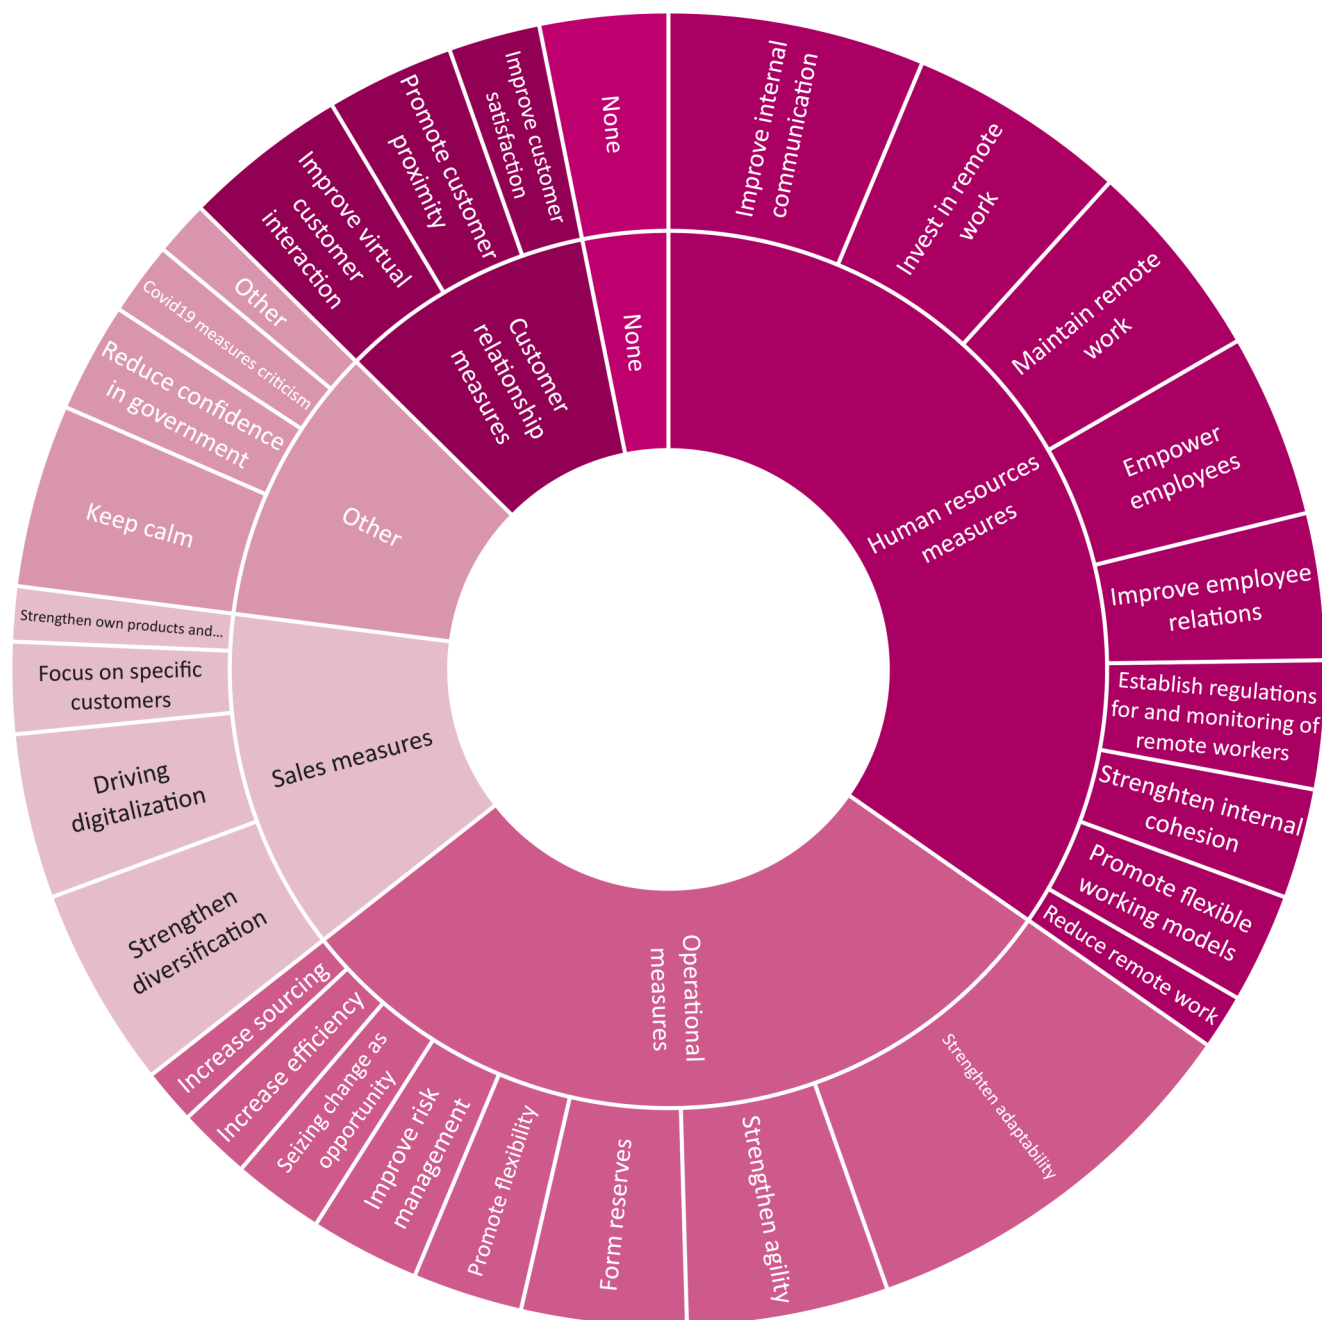 Improve internal
communication
Invest in remote
work
Maintain remote
work
Empower
employees
Improve employee
relations
Establish regulations
for and monitoring of
remote workers
Strenghten internal
cohesion
Promote flexible
working models
Reduce remote work
Human resources
measures
Strenghten adaptability
Strengthen agility
Form reserves
Promote flexibility
Improve risk
management
Seizing change as
opportunity
Increase efficiency
Increase sourcing
Operational
measures
Strengthen
diversification
Driving
digitalization
Focus on specific
customers
Strengthen own products and...
Sales measures
Keep calm
Reduce confidence
in government
Covid19 measures criticism
Other
Other
Improve virtual
customer
interaction
Promote customer
proximity
Improve customer
satisfaction
Customer
relationship
measures
None
None